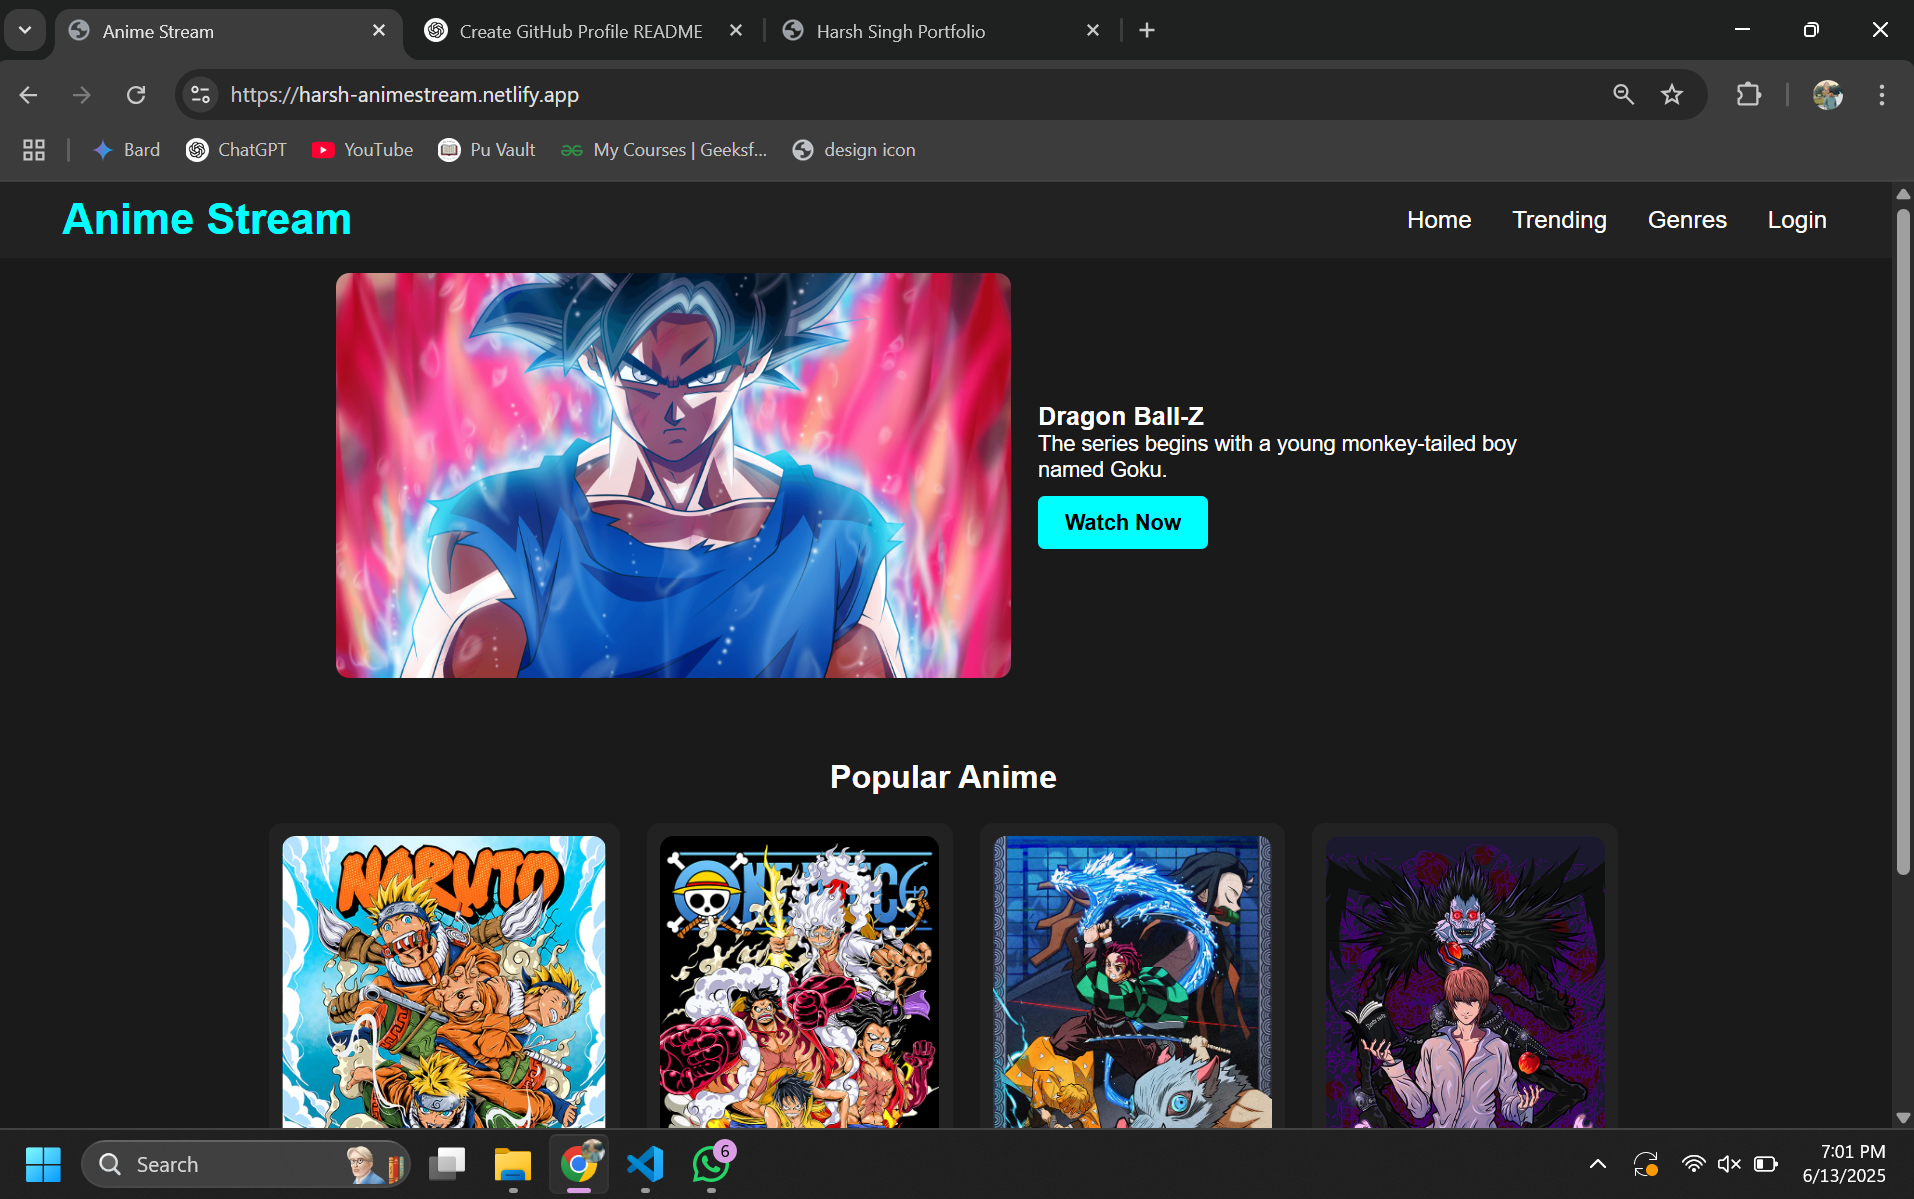 Anime Stream
Create GitHub Profile README
Harsh Singh Portfolio
https://harsh-animestream.netlify.app
Bard
ChatGPT
YouTube
Pu Vault
My Courses | Geeksf...
design icon
Anime Stream
Home
Trending
Genres
Login
Dragon Ball-Z
The series begins with a young monkey-tailed boy
named Goku.
Watch Now
Popular Anime
NARUTO
ONE PIECE
Search
6
7:01 PM
6/13/2025